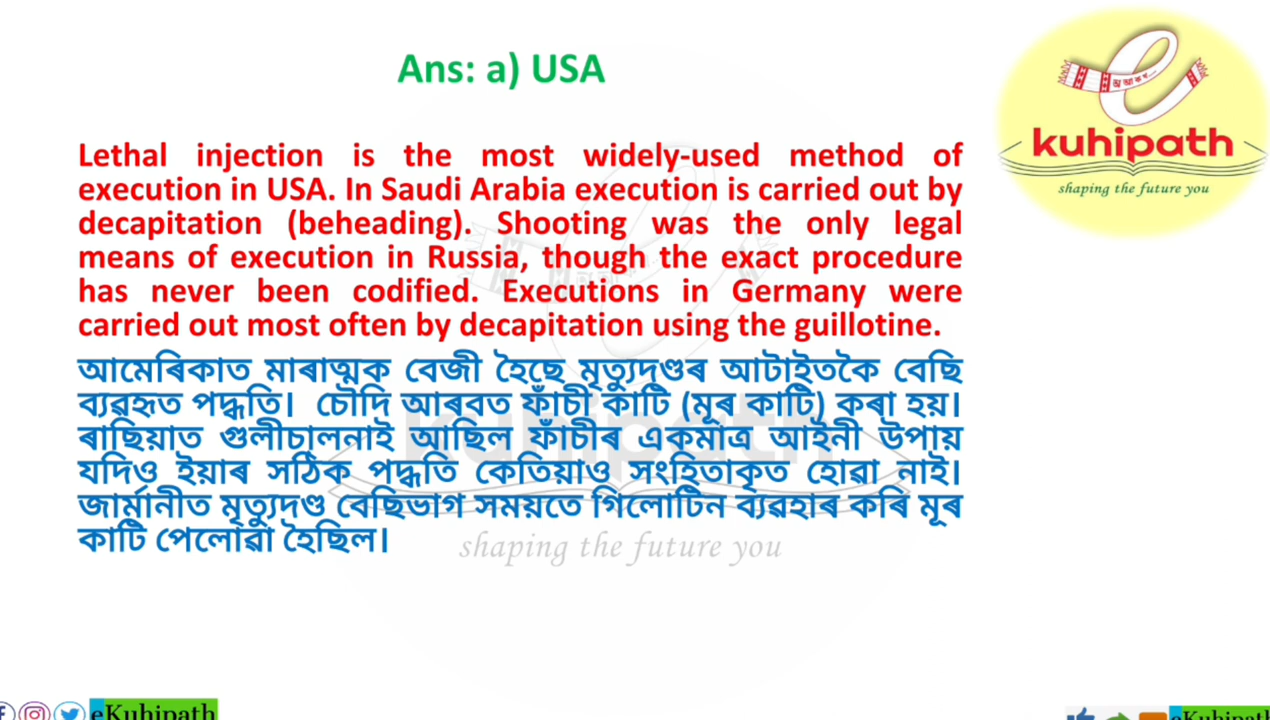 Ans: a) USA
Lethal injection is the most widely-used method of
execution in USA. In Saudi Arabia execution is carried out by
decapitation (beheading). Shooting was the only legal
means of execution in Russia, though the exact procedure
has never been codified. Executions in Germany were
carried out most often by decapitation using the guillotine.
আমেৰিকাত মাৰাত্মক বেজী হৈছে মৃত্যুদণ্ডৰ আটাইতকৈ বেছি
ব্যৱহৃত পদ্ধতি। চৌদি আৰবত ফাঁচী কাটি (মূৰ কাটি) কৰা হয়।
ৰাছিয়াত গুলীচালনাই আছিল ফাঁচীৰ একমাত্ৰ আইনী উপায়
যদিও ইয়াৰ সঠিক পদ্ধতি কেতিয়াও সংহিতাকৃত হোৱা নাই।
জাৰ্মানীত মৃত্যুদণ্ড বেছিভাগ সময়তে গিলোটিন ব্যৱহাৰ কৰি মূৰ
কাটি পেলোৱা হৈছিল।
kuhipath
shaping the future you
kuhipath
shaping the future you
eKuhipath
eKuhipath